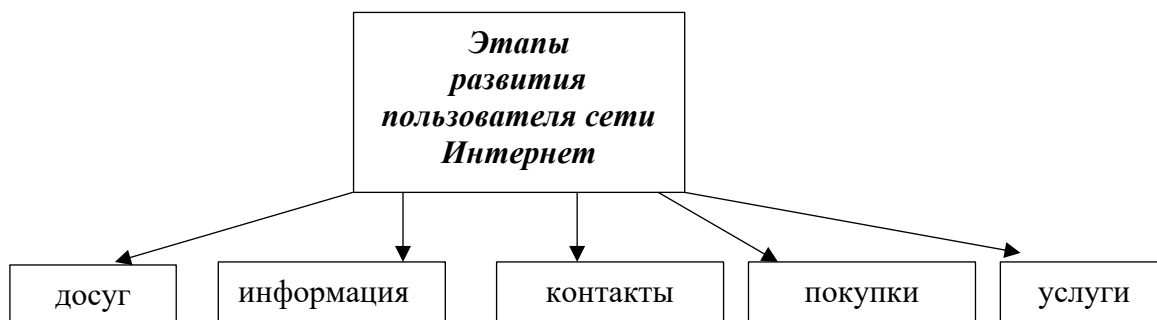 Этапы
развития
пользователя сети
Интернет
досуг
информация
контакты
покупки
услуги